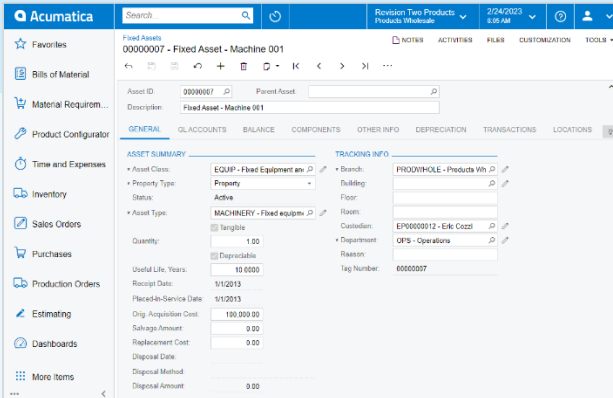 Acumatica
Search...
Revision Two Products
Products Wholesale
2/24/2023
8:05 AM
Favorites
Bills of Material
Material Requirem...
Product Configurator
Time and Expenses
Inventory
Sales Orders
Purchases
Production Orders
Estimating
Dashboards
More Items
Fixed Assets
00000007 - Fixed Asset - Machine 001
NOTES ACTIVITIES FILES CUSTOMIZATION TOOLS
Asset ID: 00000007 Parent Asset:
Description: Fixed Asset - Machine 001
GENERAL GL ACCOUNTS BALANCE COMPONENTS OTHER INFO DEPRECIATION TRANSACTIONS LOCATIONS
ASSET SUMMARY
Asset Class: EQUIP - Fixed Equipment and
Property Type: Property
Status: Active
Asset Type: MACHINERY - Fixed equipme
Tangible
Quantity: 1.00
Depreciable
Useful Life, Years: 10.0000
Receipt Date: 1/1/2013
Placed-In-Service Date: 1/1/2013
Orig. Acquisition Cost: 100,000.00
Salvage Amount: 0.00
Replacement Cost: 0.00
Disposal Date:
Disposal Method:
Disposal Amount: 0.00
TRACKING INFO
Branch: PRODWHOLE - Products Wh
Building:
Floor:
Room:
Custodian: EP00000012 - Eric Cozzi
Department: OPS - Operations
Reason:
Tag Number: 00000007